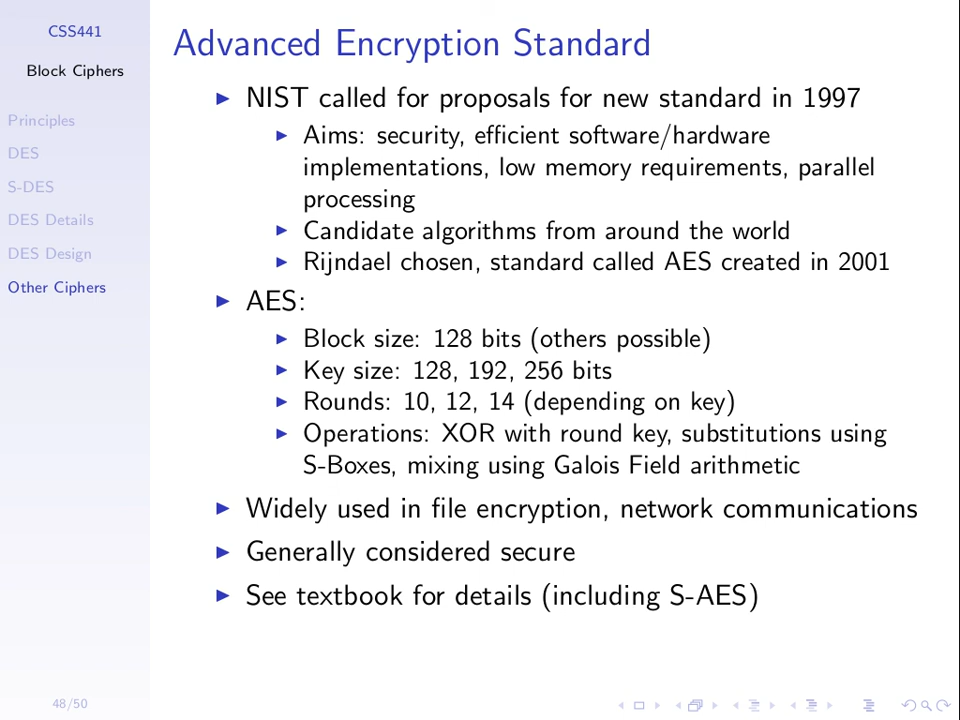 CSS441
Block Ciphers
Principles
DES
S-DES
DES Details
DES Design
Other Ciphers
48/50
Advanced Encryption Standard
NIST called for proposals for new standard in 1997
Aims: security, efficient software/hardware
implementations, low memory requirements, parallel
processing
Candidate algorithms from around the world
Rijndael chosen, standard called AES created in 2001
AES:
Block size: 128 bits (others possible)
Key size: 128, 192, 256 bits
Rounds: 10, 12, 14 (depending on key)
Operations: XOR with round key, substitutions using
S-Boxes, mixing using Galois Field arithmetic
Widely used in file encryption, network communications
Generally considered secure
See textbook for details (including S-AES)